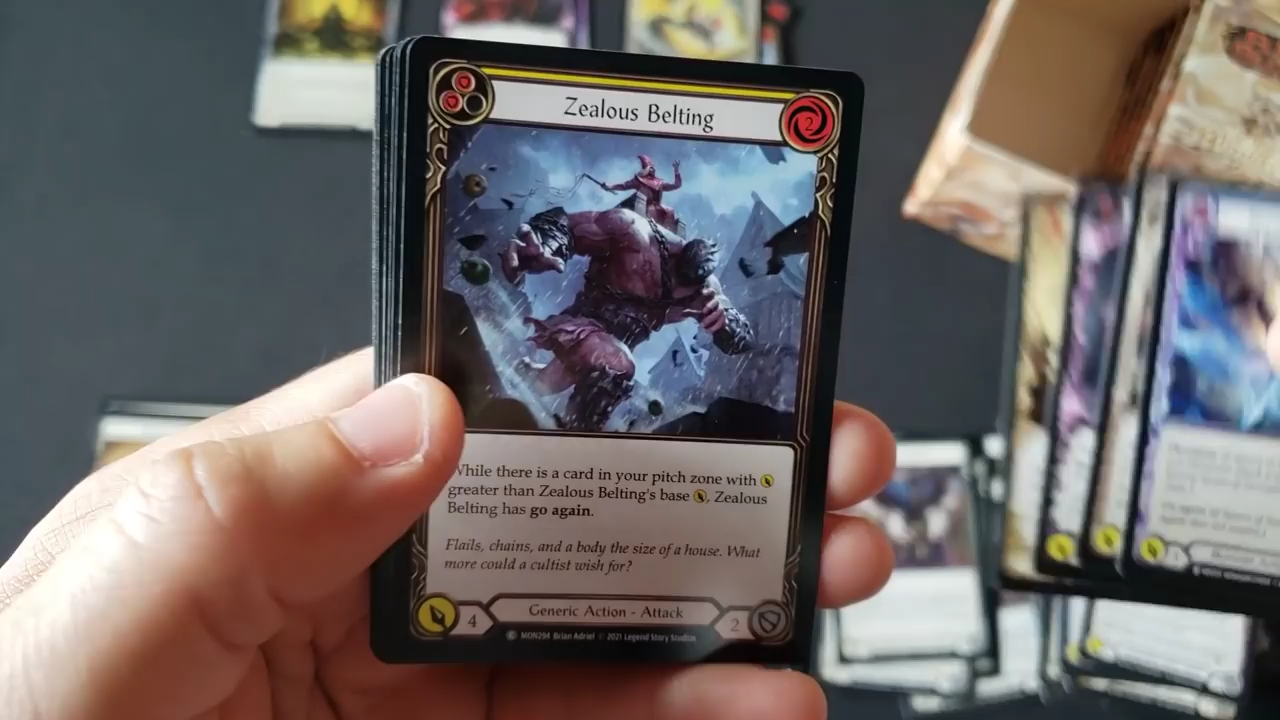 Zealous Belting
2
While there is a card in your pitch zone with
greater than Zealous Belting's base , Zealous
Belting has go again.
Flails, chains, and a body the size of a house. What
more could a cultist wish for?
4
Generic Action - Attack
2
C MON294 Brian Adriel © 2021 Legend Story Studios